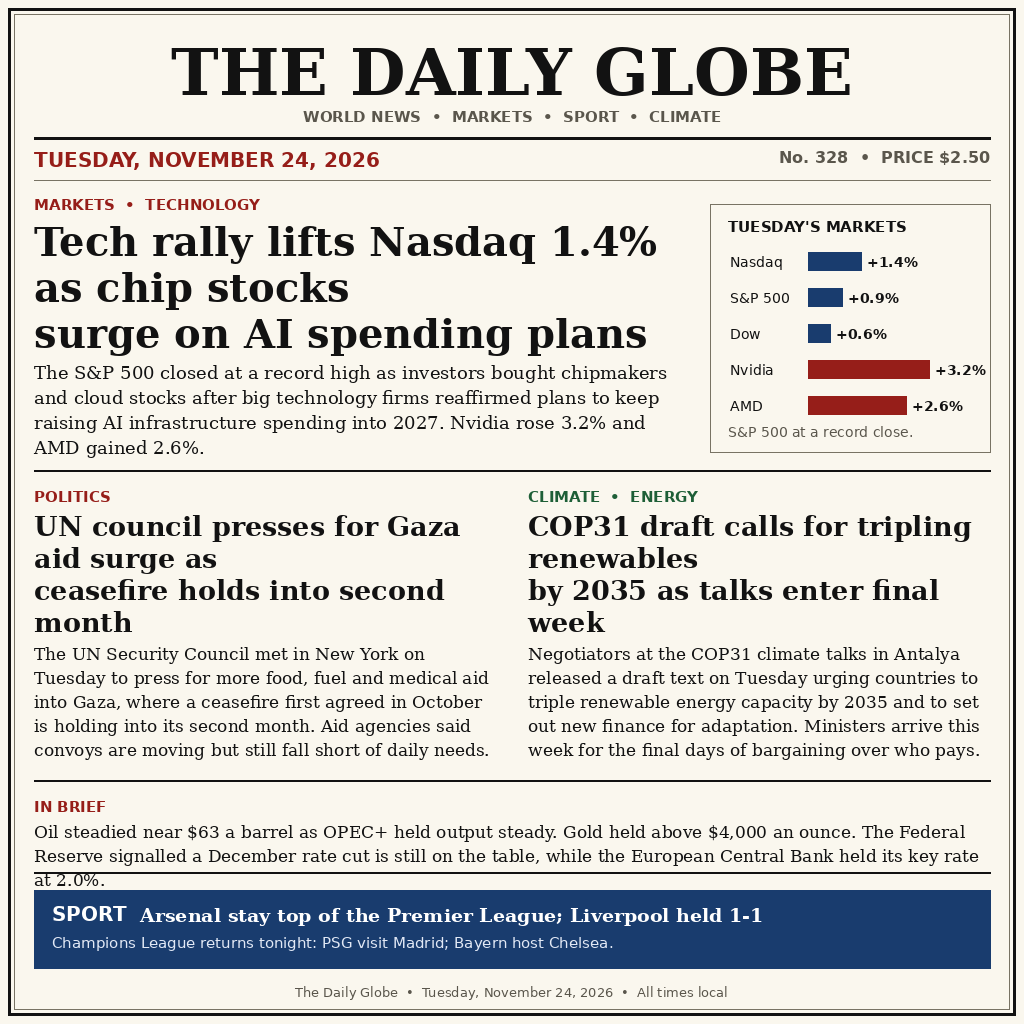 THE DAILY GLOBE
WORLD NEWS • MARKETS • SPORT • CLIMATE
TUESDAY, NOVEMBER 24, 2026
No. 328 • PRICE $2.50
MARKETS • TECHNOLOGY
Tech rally lifts Nasdaq 1.4%
as chip stocks
surge on AI spending plans
The S&P 500 closed at a record high as investors bought chipmakers
and cloud stocks after big technology firms reaffirmed plans to keep
raising AI infrastructure spending into 2027. Nvidia rose 3.2% and
AMD gained 2.6%.
TUESDAY'S MARKETS
Nasdaq +1.4%
S&P 500 +0.9%
Dow +0.6%
Nvidia +3.2%
AMD +2.6%
S&P 500 at a record close.
POLITICS
UN council presses for Gaza
aid surge as
ceasefire holds into second
month
The UN Security Council met in New York on
Tuesday to press for more food, fuel and medical aid
into Gaza, where a ceasefire first agreed in October
is holding into its second month. Aid agencies said
convoys are moving but still fall short of daily needs.
CLIMATE • ENERGY
COP31 draft calls for tripling
renewables
by 2035 as talks enter final
week
Negotiators at the COP31 climate talks in Antalya
released a draft text on Tuesday urging countries to
triple renewable energy capacity by 2035 and to set
out new finance for adaptation. Ministers arrive this
week for the final days of bargaining over who pays.
IN BRIEF
Oil steadied near $63 a barrel as OPEC+ held output steady. Gold held above $4,000 an ounce. The Federal
Reserve signalled a December rate cut is still on the table, while the European Central Bank held its key rate
at 2.0%.
SPORT Arsenal stay top of the Premier League; Liverpool held 1-1
Champions League returns tonight: PSG visit Madrid; Bayern host Chelsea.
The Daily Globe • Tuesday, November 24, 2026 • All times local